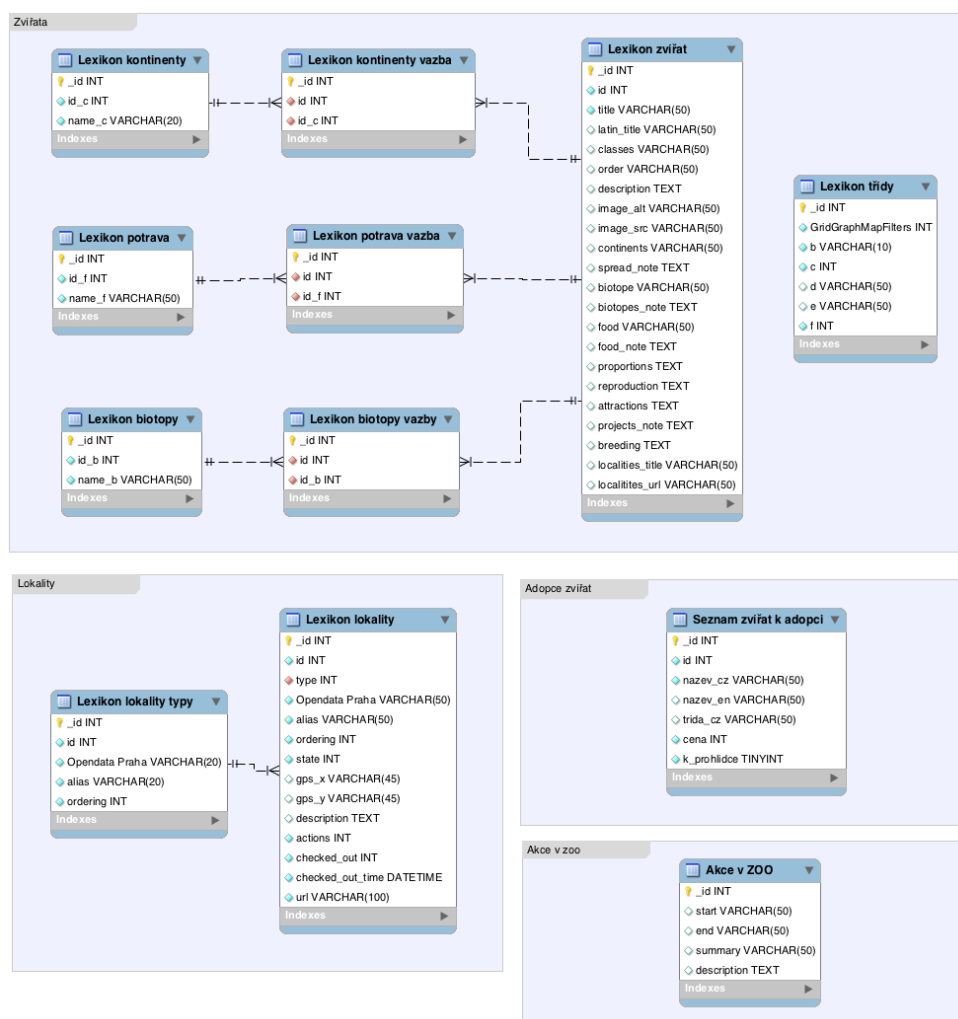 Zvířata
Lexikon kontinenty
_id INT
id_c INT
name_c VARCHAR(20)
Indexes
Lexikon kontinenty vazba
_id INT
id INT
id_c INT
Indexes
Lexikon zvířat
_id INT
id INT
title VARCHAR(50)
latin_title VARCHAR(50)
classes VARCHAR(50)
order VARCHAR(50)
description TEXT
image_alt VARCHAR(50)
image_src VARCHAR(50)
continents VARCHAR(50)
spread_note TEXT
biotope VARCHAR(50)
biotopes_note TEXT
food VARCHAR(50)
food_note TEXT
proportions TEXT
reproduction TEXT
attractions TEXT
projects_note TEXT
breeding TEXT
localities_title VARCHAR(50)
localitites_url VARCHAR(50)
Indexes
Lexikon třídy
_id INT
GridGraphMapFilters INT
b VARCHAR(10)
c INT
d VARCHAR(50)
e VARCHAR(50)
f INT
Indexes
Lexikon potrava
_id INT
id_f INT
name_f VARCHAR(50)
Indexes
Lexikon potrava vazba
_id INT
id INT
id_f INT
Indexes
Lexikon biotopy
_id INT
id_b INT
name_b VARCHAR(50)
Indexes
Lexikon biotopy vazby
_id INT
id INT
id_b INT
Indexes
Lokality
Lexikon lokality typy
_id INT
id INT
Opendata Praha VARCHAR(20)
alias VARCHAR(20)
ordering INT
Indexes
Lexikon lokality
_id INT
id INT
type INT
Opendata Praha VARCHAR(50)
alias VARCHAR(50)
ordering INT
state INT
gps_x VARCHAR(45)
gps_y VARCHAR(45)
description TEXT
actions INT
checked_out INT
checked_out_time DATETIME
url VARCHAR(100)
Indexes
Adopce zvířat
Seznam zvířat k adopci
_id INT
id INT
nazev_cz VARCHAR(50)
nazev_en VARCHAR(50)
trida_cz VARCHAR(50)
cena INT
k_prohlidce TINYINT
Indexes
Akce v zoo
Akce v ZOO
_id INT
start VARCHAR(50)
end VARCHAR(50)
summary VARCHAR(50)
description TEXT
Indexes